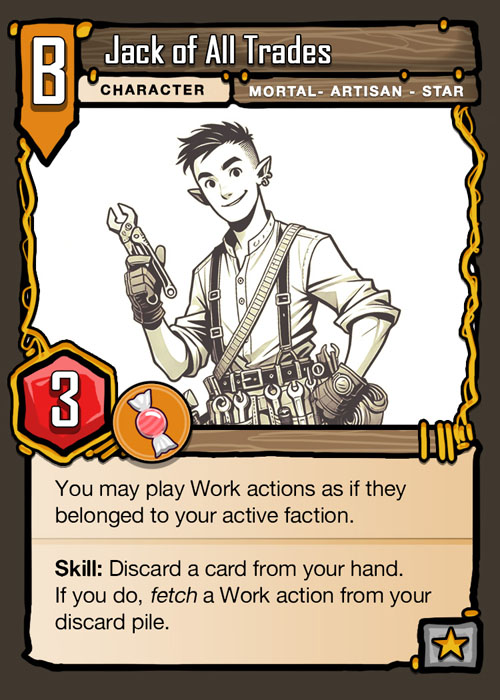 B
Jack of All Trades
CHARACTER
MORTAL- ARTISAN - STAR
3
You may play Work actions as if they
belonged to your active faction.
Skill: Discard a card from your hand.
If you do, fetch a Work action from your
discard pile.